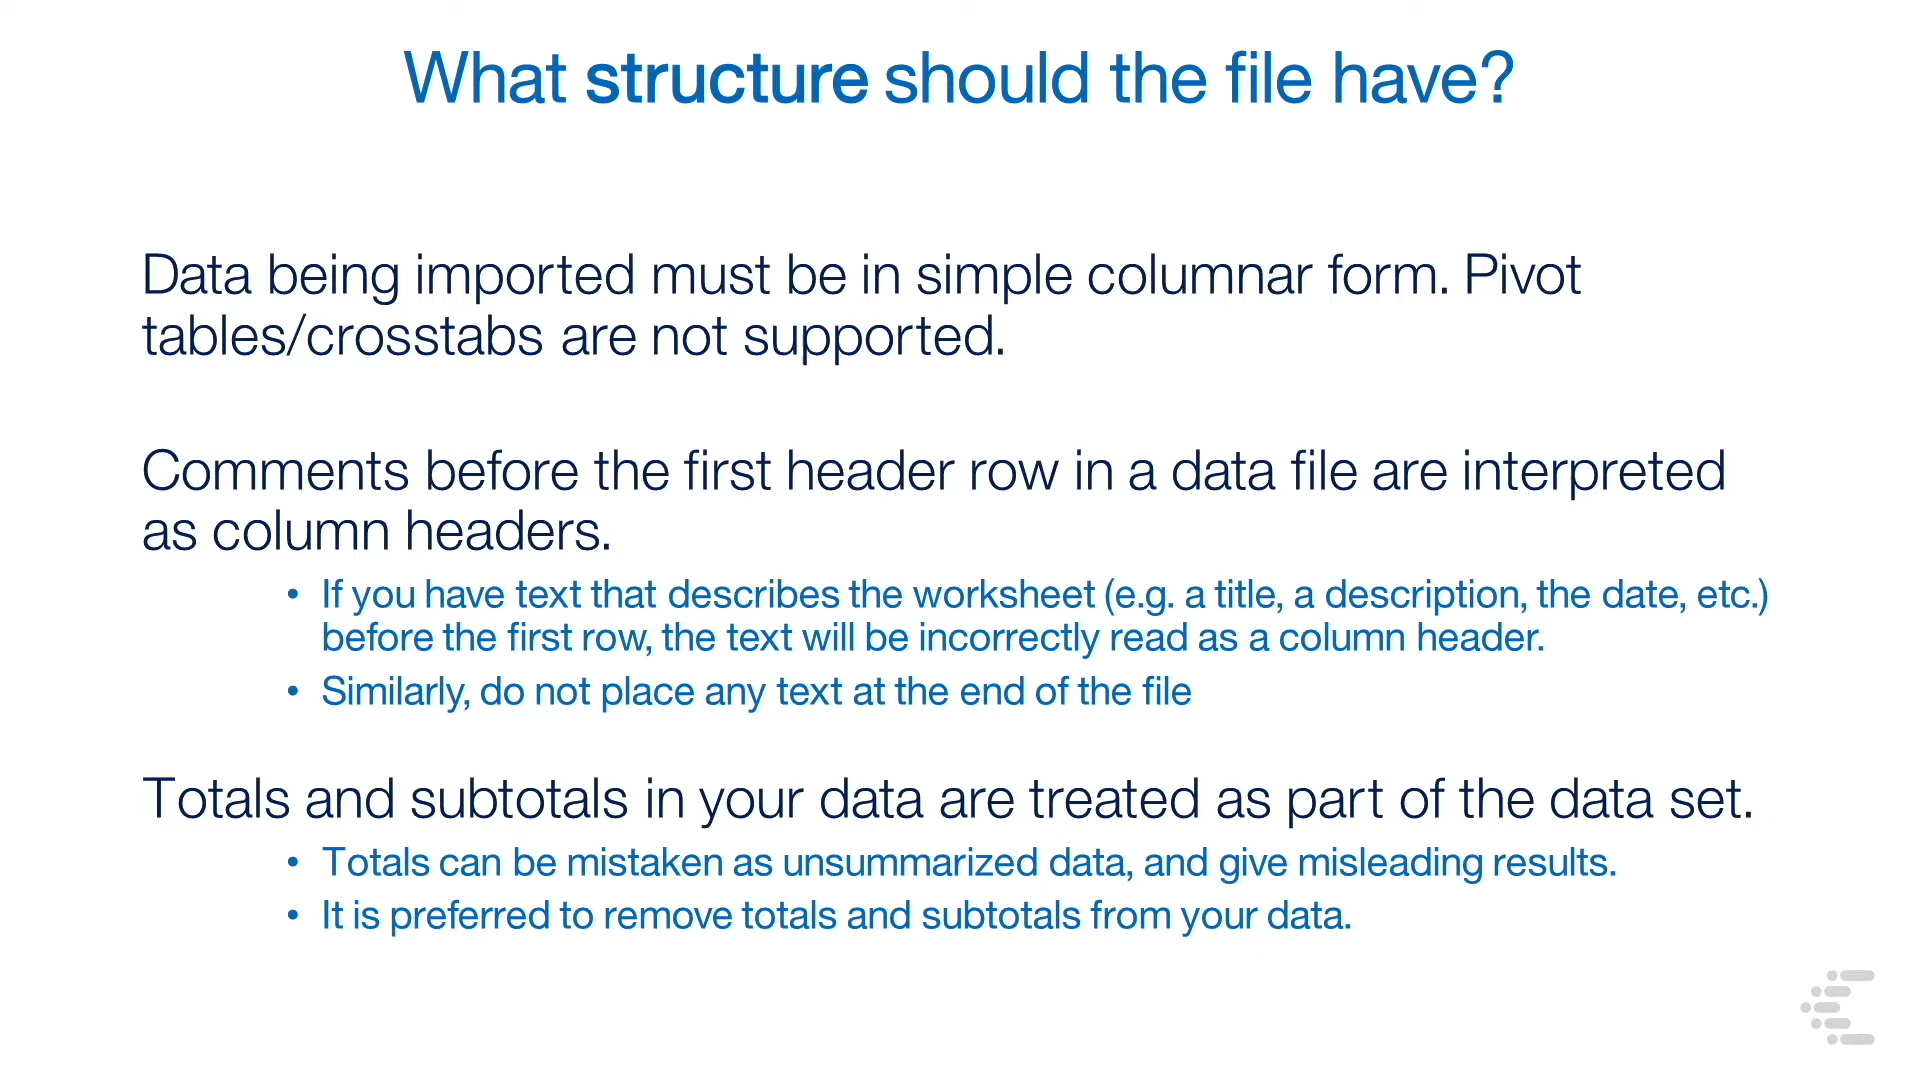 What structure should the file have?
Data being imported must be in simple columnar form. Pivot
tables/crosstabs are not supported.
Comments before the first header row in a data file are interpreted
as column headers.
• If you have text that describes the worksheet (e.g. a title, a description, the date, etc.)
before the first row, the text will be incorrectly read as a column header.
• Similarly, do not place any text at the end of the file
Totals and subtotals in your data are treated as part of the data set.
• Totals can be mistaken as unsummarized data, and give misleading results.
• It is preferred to remove totals and subtotals from your data.